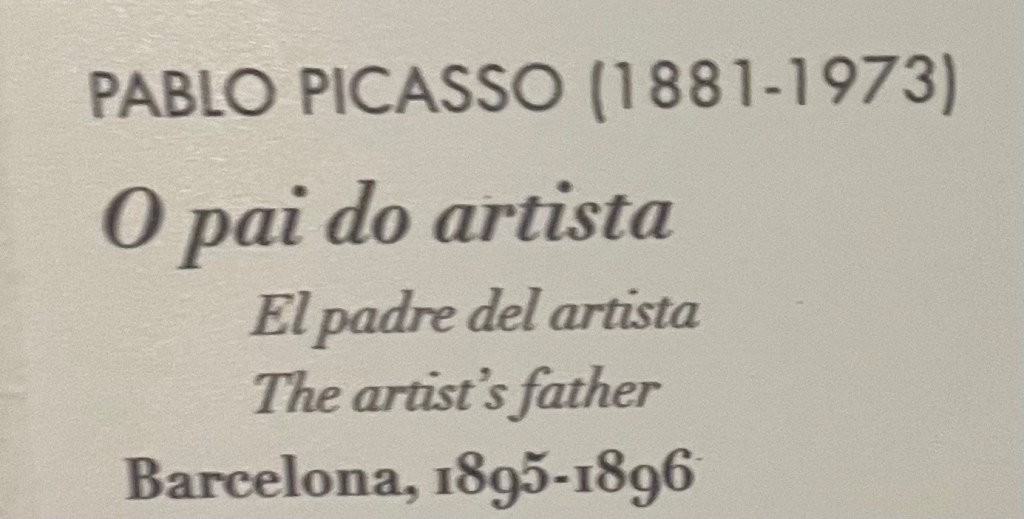 PABLO PICASSO (1881-1973)
O pai do artista
El padre del artista
The artist's father
Barcelona, 1895-1896